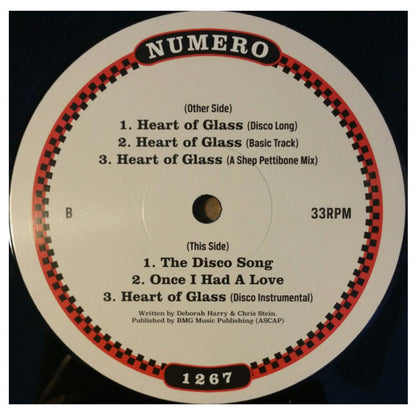 NUMERO
(Other Side)
1. Heart of Glass (Disco Long)
2. Heart of Glass (Basic Track)
3. Heart of Glass (A Shep Pettibone Mix)
B 33RPM
(This Side)
1. The Disco Song
2. Once I Had A Love
3. Heart of Glass (Disco Instrumental)
Written by Deborah Harry & Chris Stein.
Published by BMG Music Publishing (ASCAP)
1267